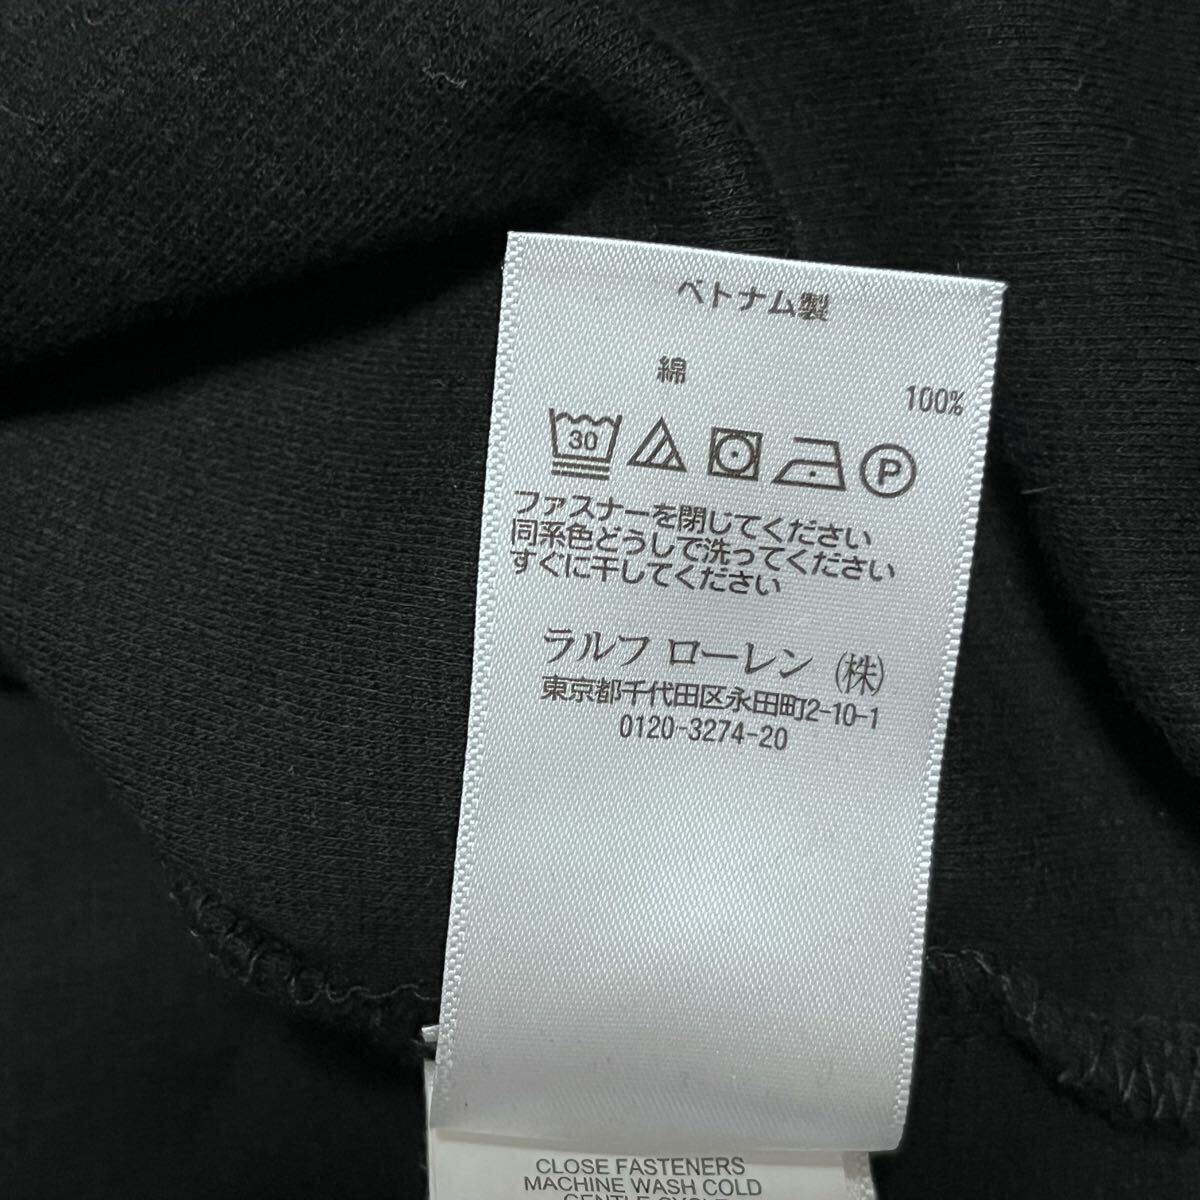 ベトナム製
綿 100%
30 P
ファスナーを閉じてください
同系色どうしで洗ってください
すぐに干してください
ラルフ ローレン (株)
東京都千代田区永田町2-10-1
0120-3274-20
CLOSE FASTENERS
MACHINE WASH COLD
GENTLE CYCLE